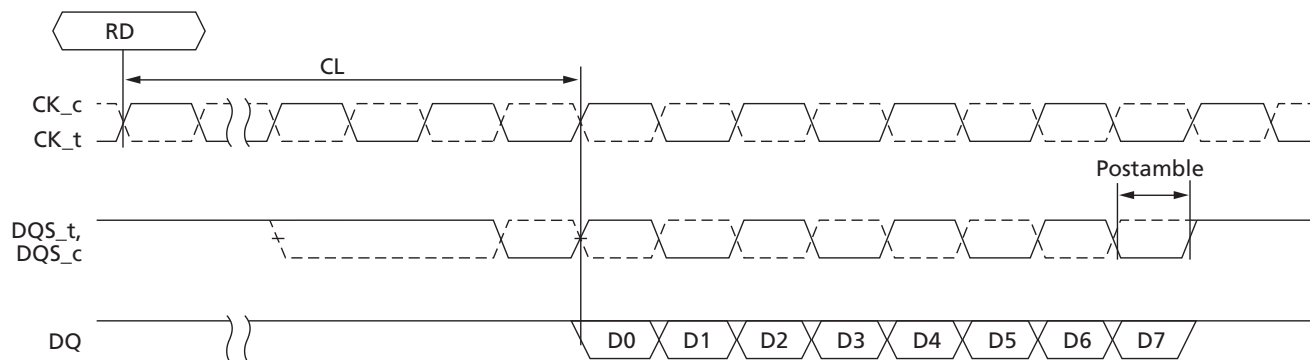 RD
CL
CK_c
CK_t
Postamble
DQS_t,
DQS_c
DQ D0 D1 D2 D3 D4 D5 D6 D7